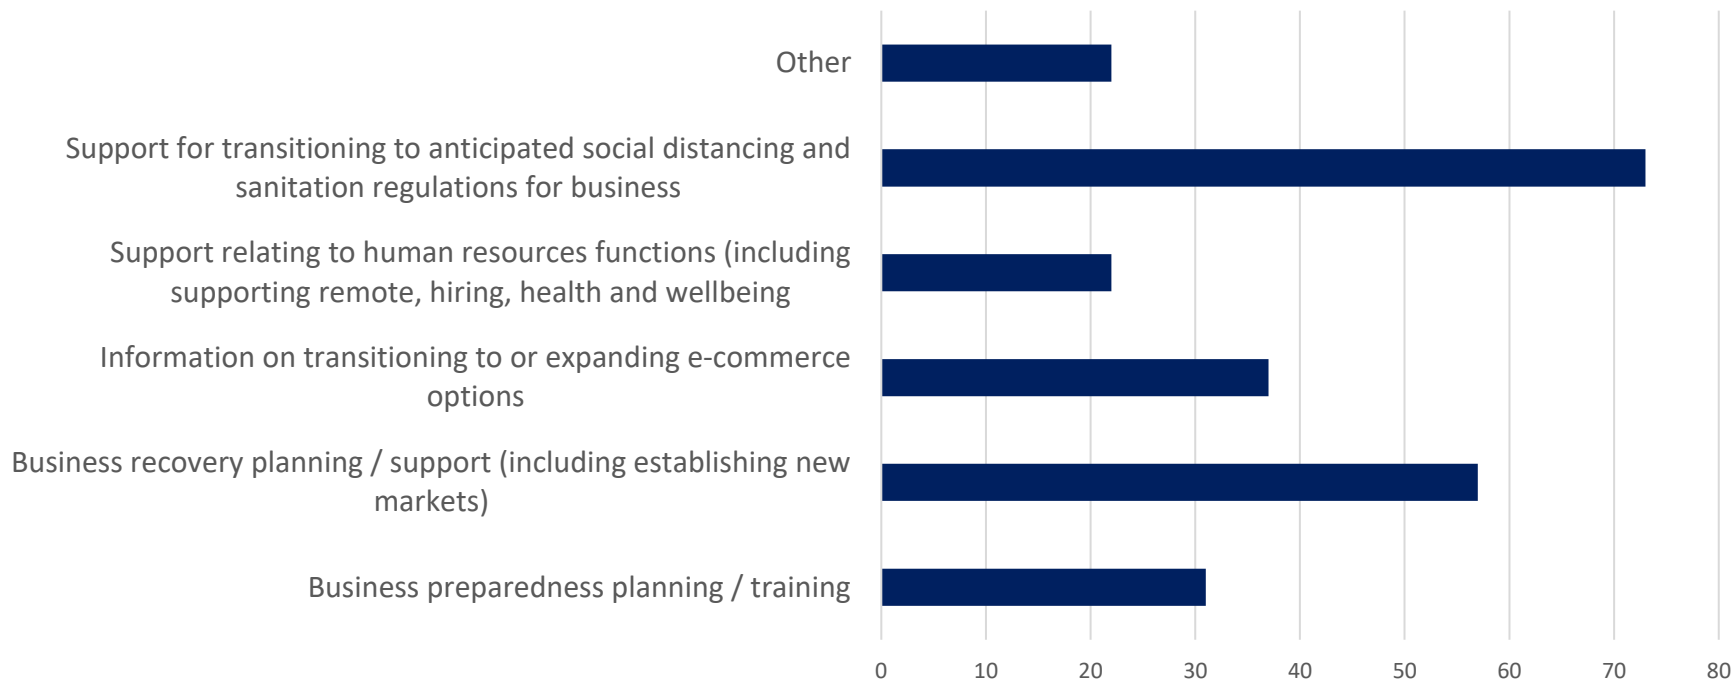 Other
Support for transitioning to anticipated social distancing and
sanitation regulations for business
Support relating to human resources functions (including
supporting remote, hiring, health and wellbeing
Information on transitioning to or expanding e-commerce
options
Business recovery planning / support (including establishing new
markets)
Business preparedness planning / training
0 10 20 30 40 50 60 70 80